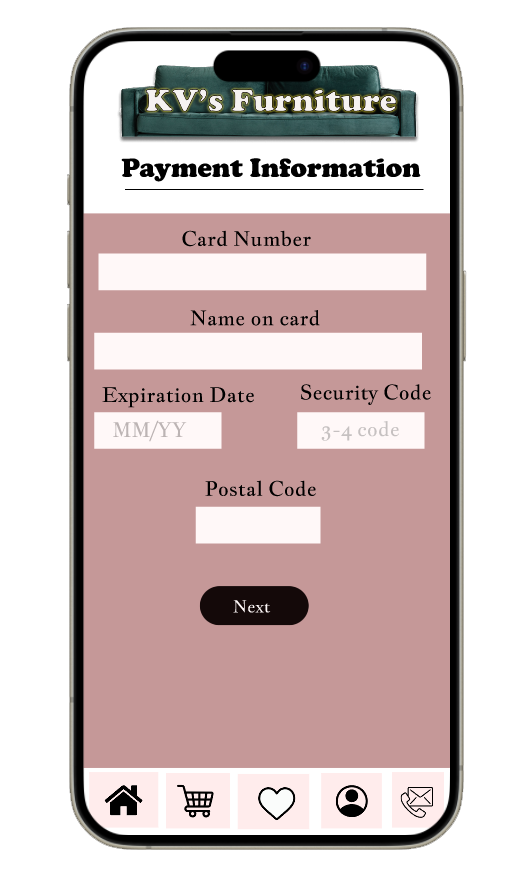 KV's Furniture
Payment Information
Card Number
Name on card
Expiration Date
Security Code
MM/YY
3-4 code
Postal Code
Next